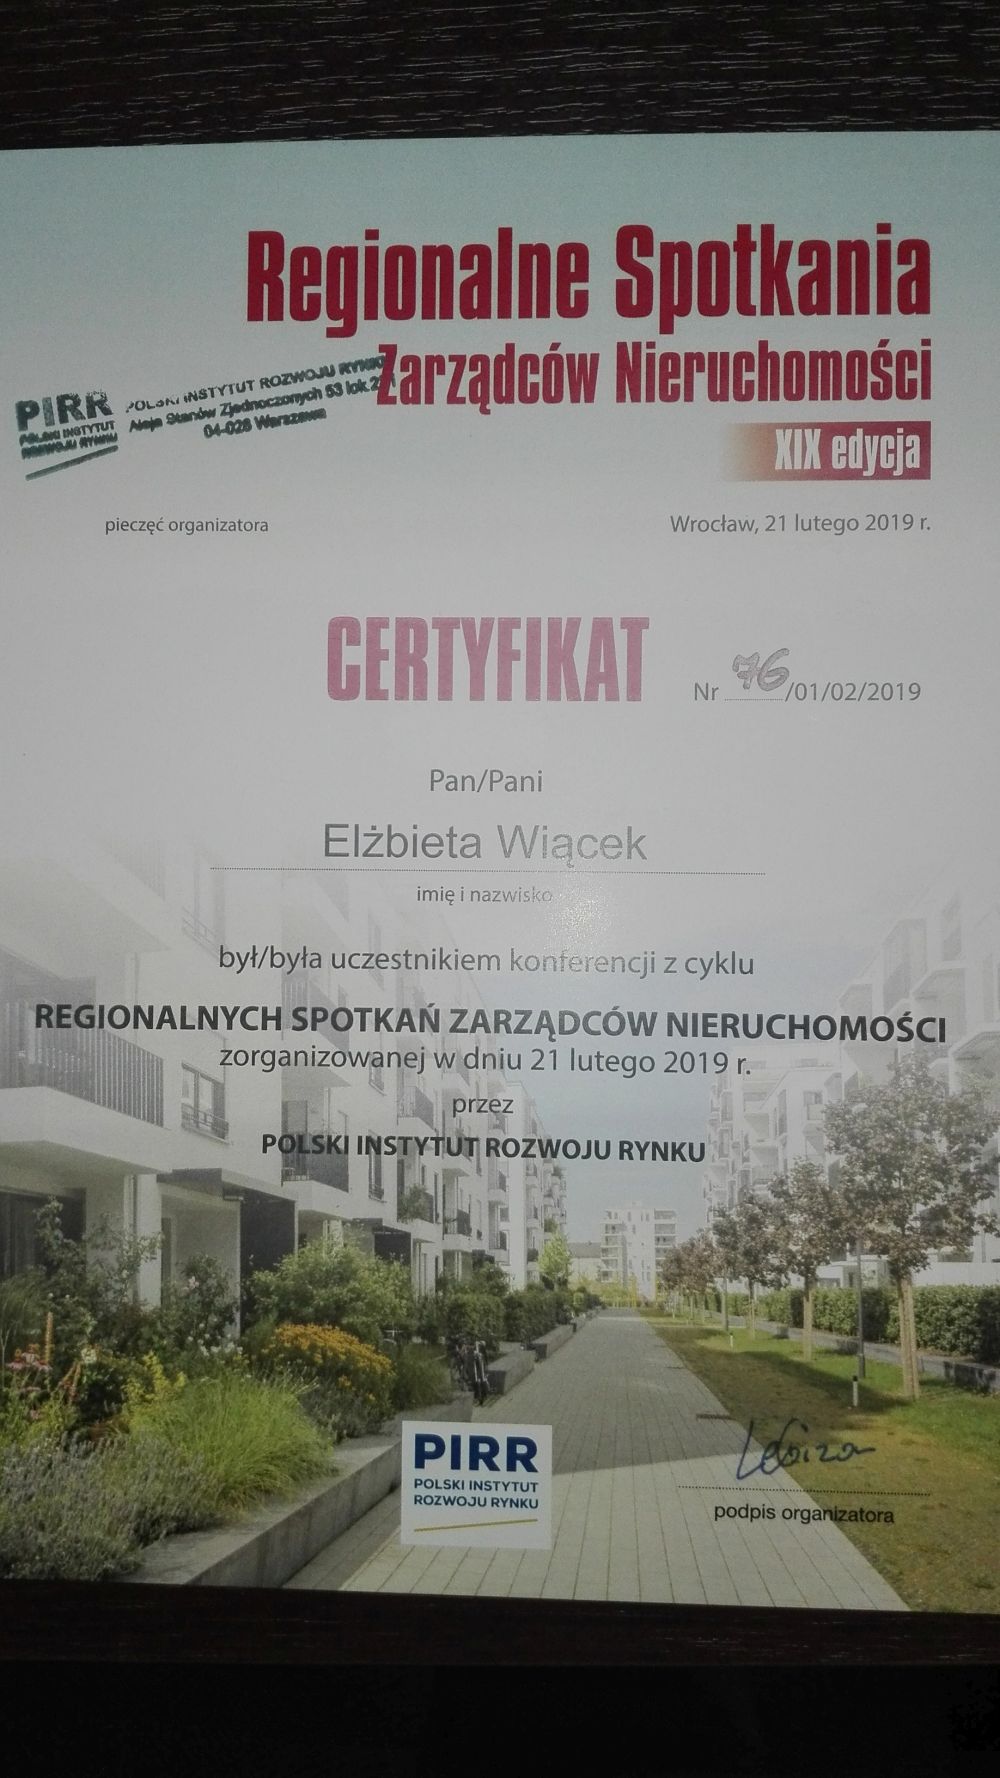 Regionalne Spotkania
Zarządców Nieruchomości
XIX edycja
PIRR
POLSKI INSTYTUT
ROZWOJU RYNKU
POLSKI INSTYTUT ROZWOJU RYNKU
Aleja Stanów Zjednoczonych 53 lok
04-028 Warszawa
pieczęć organizatora
Wrocław, 21 lutego 2019 r.
CERTYFIKAT
Nr 76/01/02/2019
Pan/Pani
Elżbieta Wiącek
imię i nazwisko
był/była uczestnikiem konferencji z cyklu
REGIONALNYCH SPOTKAŃ ZARZĄDCÓW NIERUCHOMOŚCI
zorganizowanej w dniu 21 lutego 2019 r.
przez
POLSKI INSTYTUT ROZWOJU RYNKU
PIRR
POLSKI INSTYTUT
ROZWOJU RYNKU
podpis organizatora